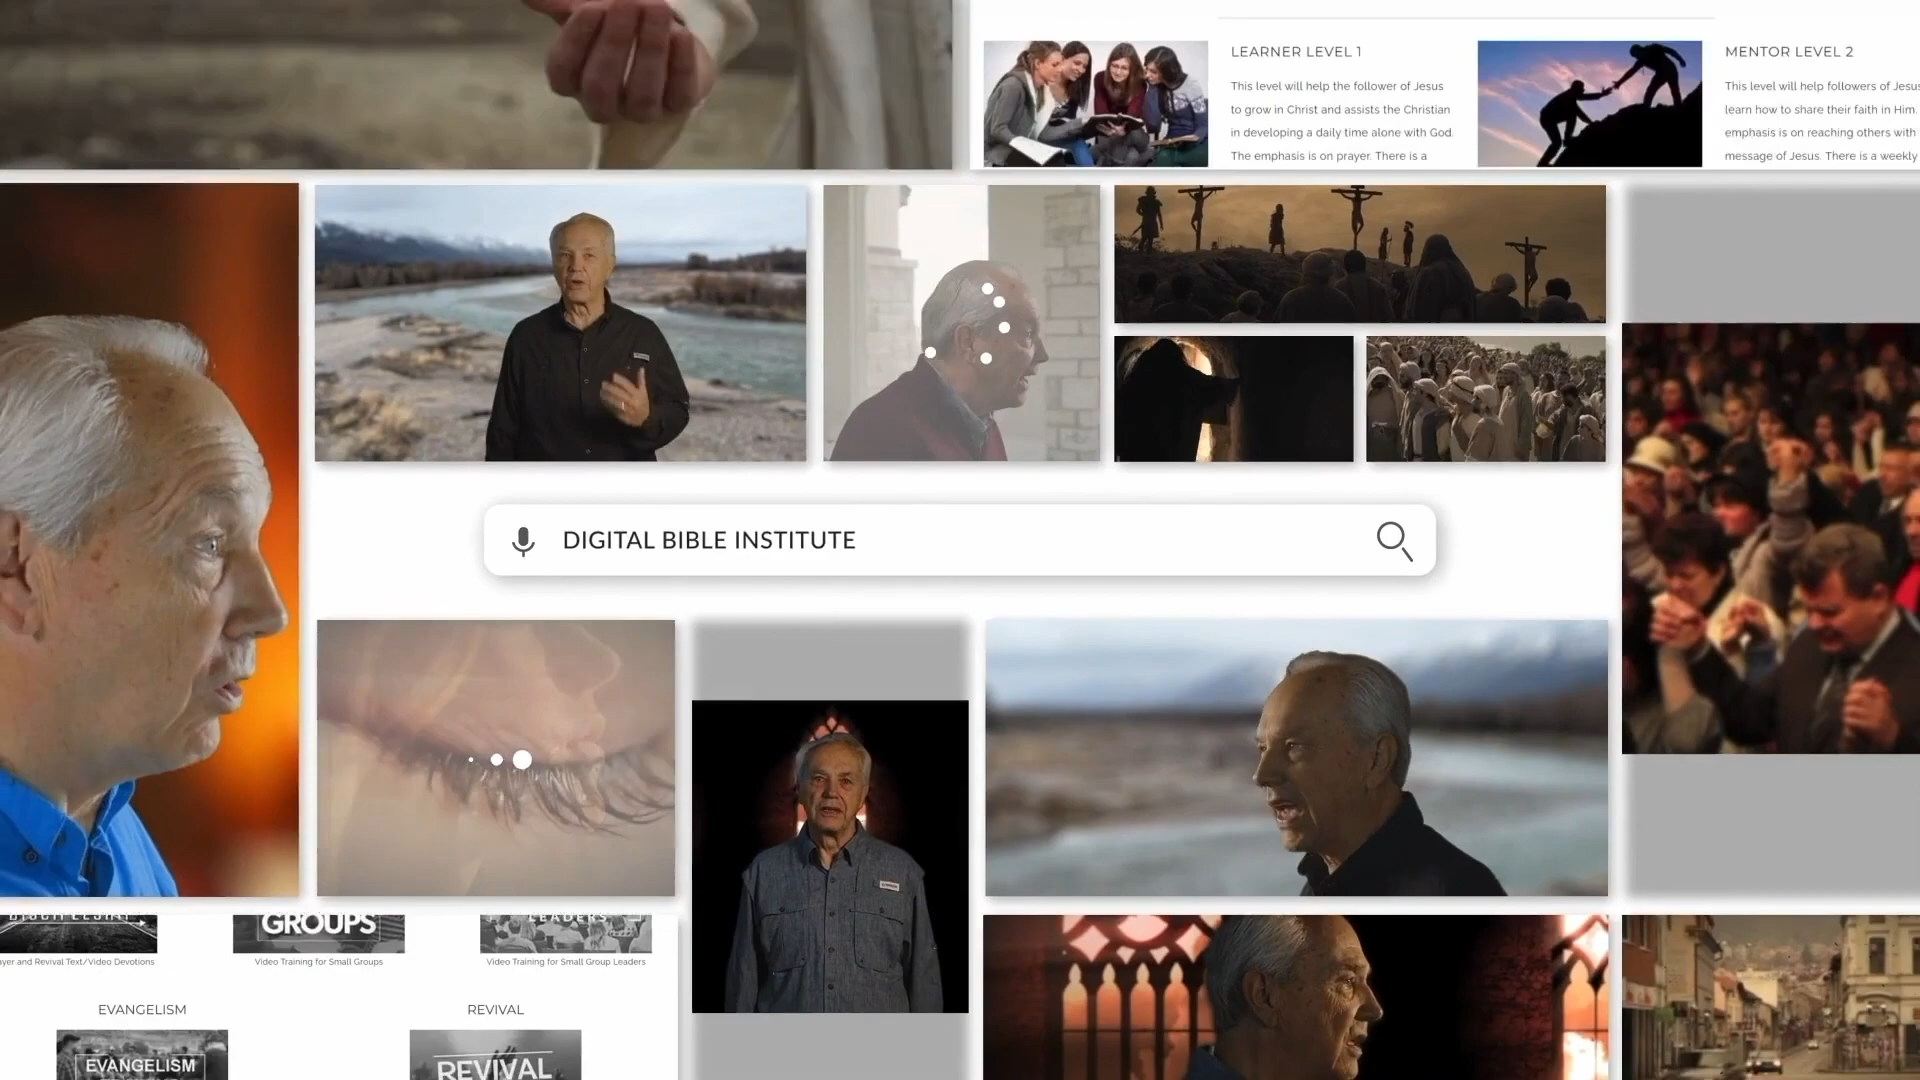 LEARNER LEVEL 1
This level will help the follower of Jesus
to grow in Christ and assists the Christian
in developing a daily time alone with God.
The emphasis is on prayer. There is a
MENTOR LEVEL 2
This level will help followers of Jesus
learn how to share their faith in Him.
emphasis is on reaching others with
message of Jesus. There is a weekly
DIGITAL BIBLE INSTITUTE
GROUPS
LEADERS
and Revival Text/Video Devotions
Video Training for Small Groups
Video Training for Small Group Leaders
EVANGELISM
REVIVAL
EVANGELISM
REVIVAL